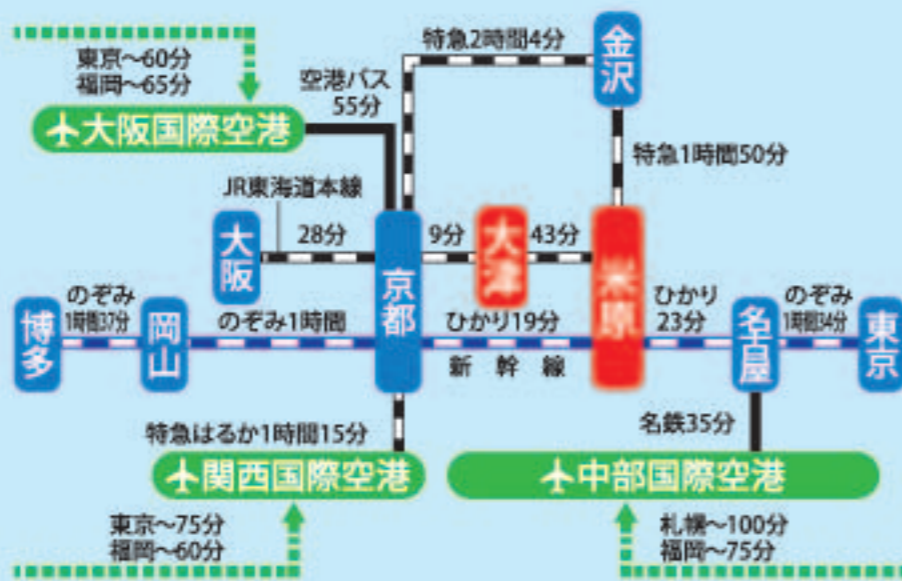 東京～60分
福岡～65分
大阪国際空港
空港バス
55分
特急2時間4分
金沢
特急1時間50分
JR東海道本線
大阪
28分
京都
9分
大津
43分
米原
博多
のぞみ
1時間37分
岡山
のぞみ1時間
ひかり19分
新幹線
ひかり
23分
名古屋
のぞみ
1時間34分
東京
特急はるか1時間15分
名鉄35分
関西国際空港
中部国際空港
東京～75分
福岡～60分
札幌～100分
福岡～75分